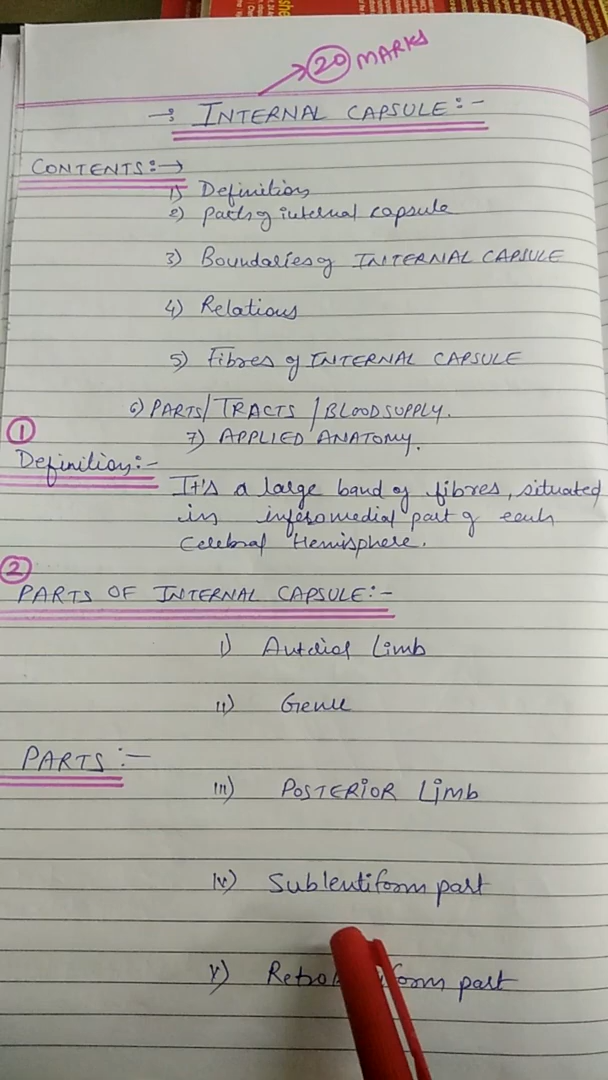 20 MARKS
INTERNAL CAPSULE:-
CONTENTS:→
1) Definition
2) Parts of internal capsule
3) Boundaries of INTERNAL CAPSULE
4) Relations
5) Fibres of INTERNAL CAPSULE
6) PARTS/ TRACTS /BLOOD SUPPLY.
7) APPLIED ANATOMY.
1
Definition:-
It's a large band of fibres, situated
in inferomedial part of each
Celebral Hemisphere.
2
PARTS OF INTERNAL CAPSULE:-
i) Anterior Limb
ii) Genu
PARTS:-
iii) POSTERIOR Limb
iv) Sublentiform part
v) part